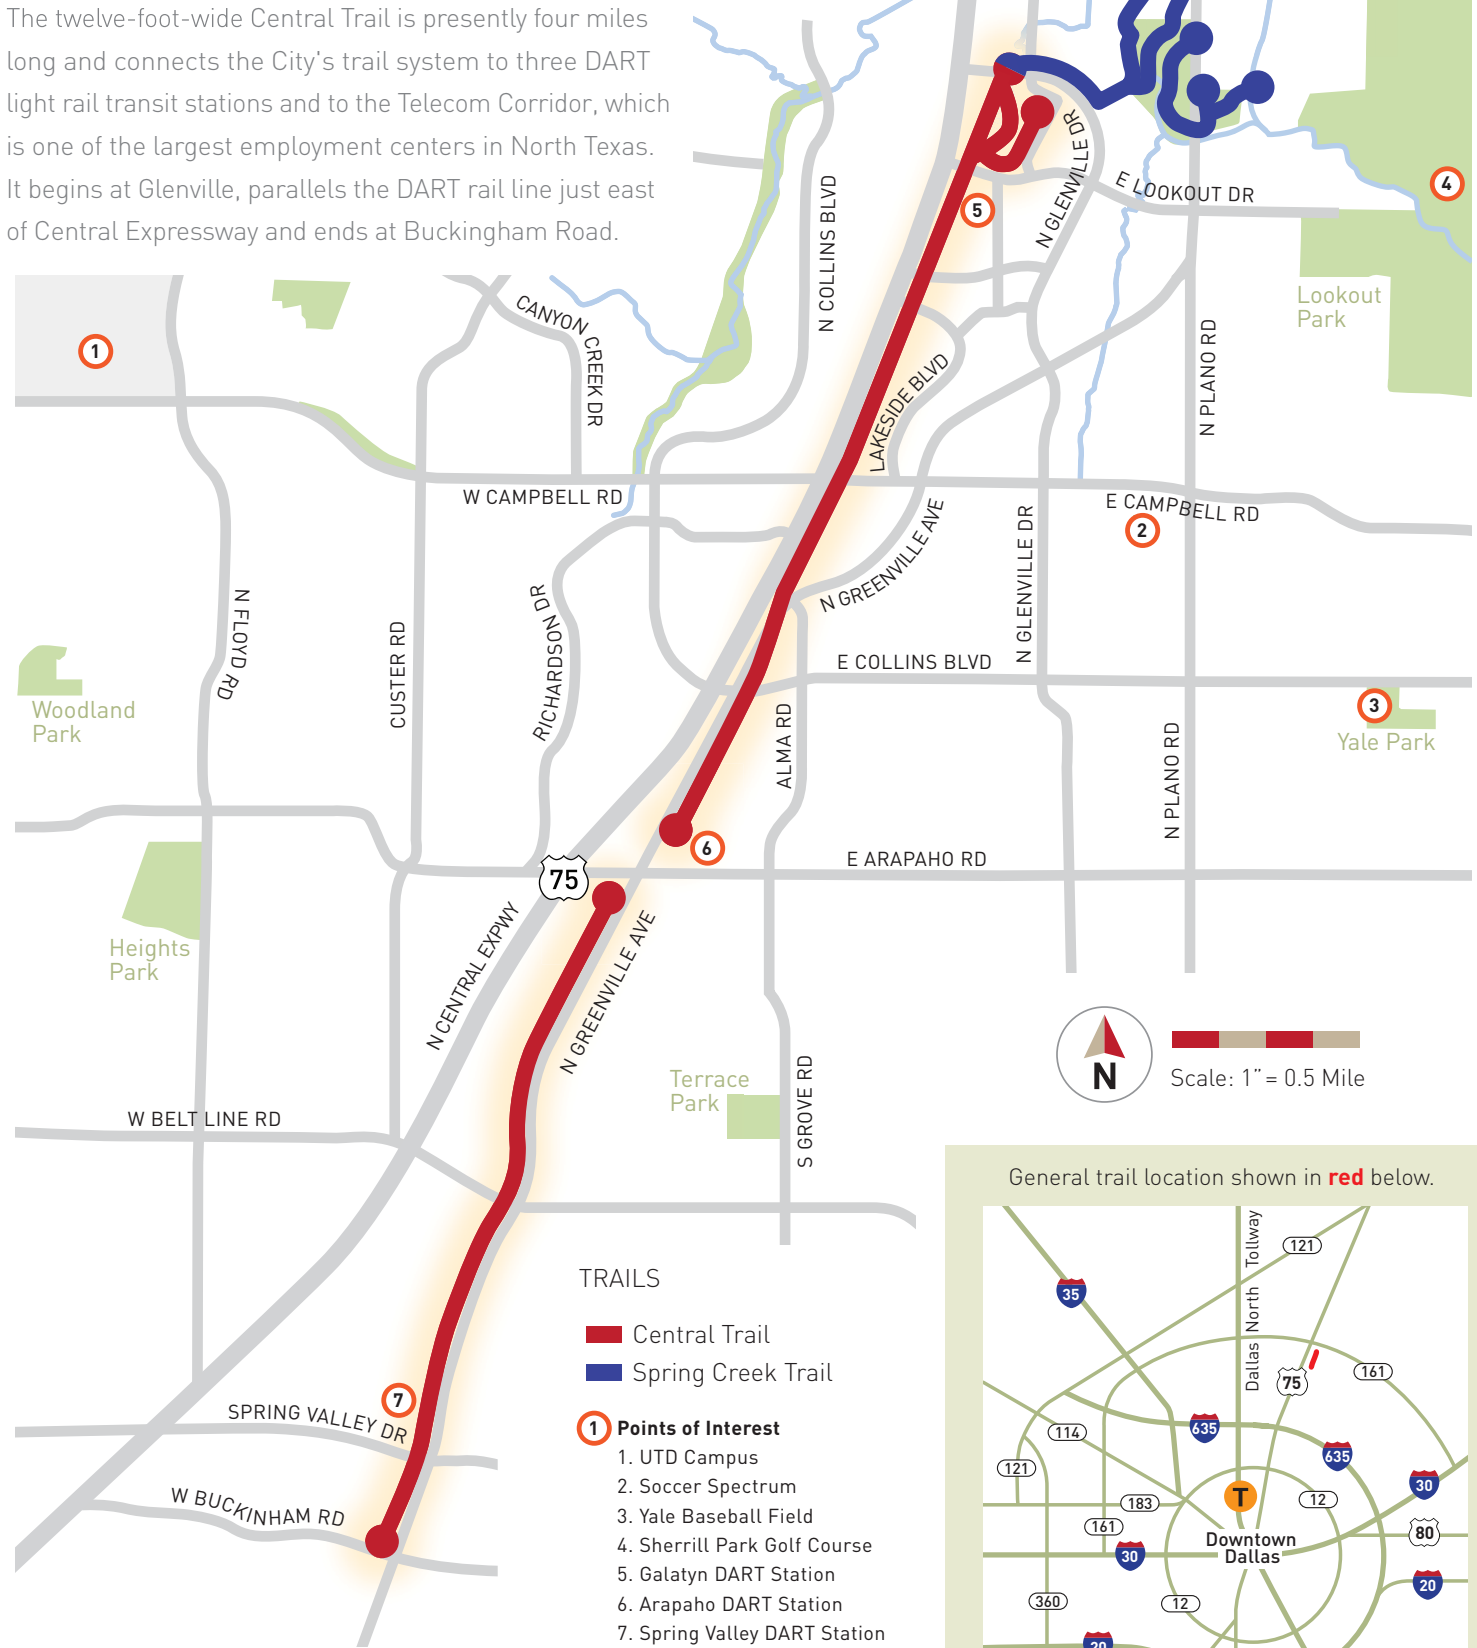 The twelve-foot-wide Central Trail is presently four miles
long and connects the City's trail system to three DART
light rail transit stations and to the Telecom Corridor, which
is one of the largest employment centers in North Texas.
It begins at Glenville, parallels the DART rail line just east
of Central Expressway and ends at Buckingham Road.
N COLLINS BLVD
N GLENVILLE DR
E LOOKOUT DR
4
5
Lookout
Park
1
CANYON CREEK DR
N PLANO RD
LAKESIDE BLVD
W CAMPBELL RD
E CAMPBELL RD
2
N GREENVILLE AVE
N GLENVILLE DR
N FLOYD RD
CUSTER RD
RICHARDSON DR
E COLLINS BLVD
Woodland
Park
3
Yale Park
ALMA RD
N PLANO RD
6
E ARAPAHO RD
75
Heights
Park
N CENTRAL EXPWY
N GREENVILLE AVE
N
Scale: 1" = 0.5 Mile
Terrace
Park
S GROVE RD
W BELT LINE RD
7
SPRING VALLEY DR
W BUCKINHAM RD
TRAILS
Central Trail
Spring Creek Trail
1 Points of Interest
1. UTD Campus
2. Soccer Spectrum
3. Yale Baseball Field
4. Sherrill Park Golf Course
5. Galatyn DART Station
6. Arapaho DART Station
7. Spring Valley DART Station
General trail location shown in red below.
Dallas North Tollway
121
35
75
161
114
635
635
121
30
T
12
183
161
80
Downtown
Dallas
30
20
360
12
20